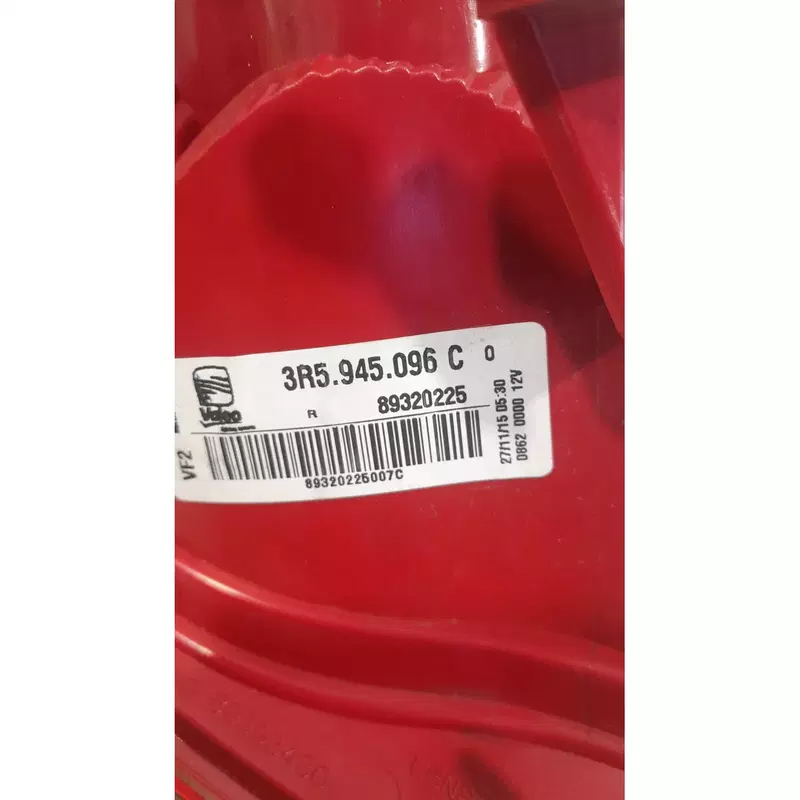 3R5.945.096 C 0
R 89320225
Valeo
VF2
89320225007C
27/11/15 05:30
0862 0000 12V